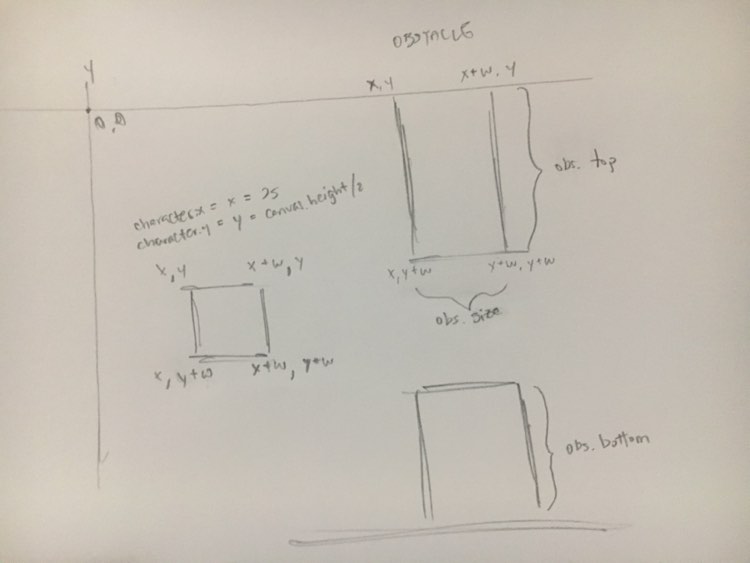 OBSTACLE
y
x, y
x+w, y
0,0
obs. top
character.x = x = 25
character.y = y = canvas.height/2
x, y
x+w, y
x, y+w
y+w, y+w
obs. size
x, y+w
x+w, y+w
obs. bottom